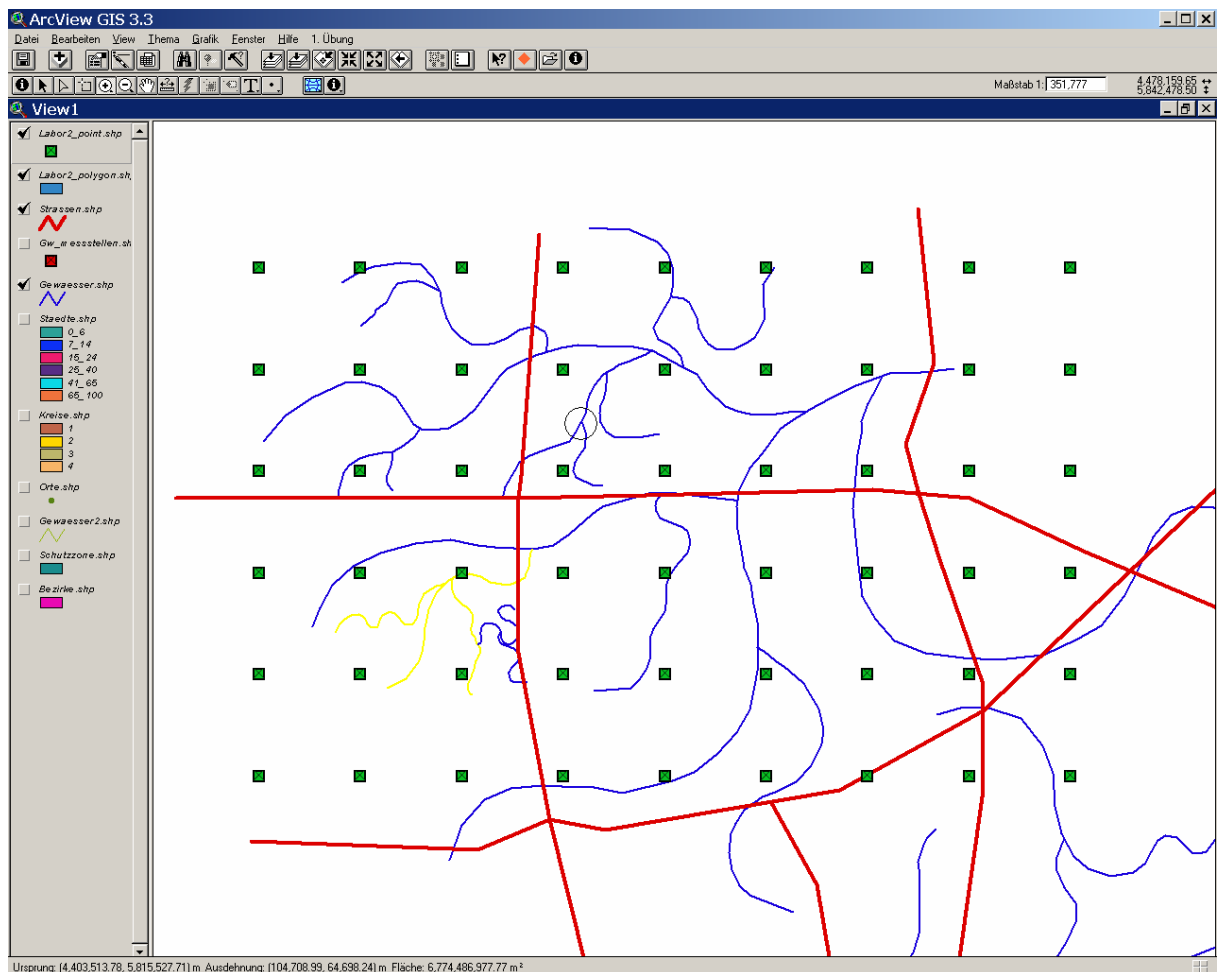 ArcView GIS 3.3
Datei Bearbeiten View Thema Grafik Fenster Hilfe 1. Übung
Maßstab 1: 351,777
4,478,159.65
5,842,478.50
View1
Labor2_point.shp
Labor2_polygon.sh
Strassen.shp
Gw_messstellen.sh
Gewaesser.shp
Staedte.shp
0_6
7_14
15_24
25_40
41_65
65_100
Kreise.shp
1
2
3
4
Orte.shp
Gewaesser2.shp
Schutzzone.shp
Bezirke.shp
Ursprung: (4,403,513.78, 5,815,527.71) m Ausdehnung: (104,708.99, 64,698.24) m Fläche: 6,774,486,977.77 m²